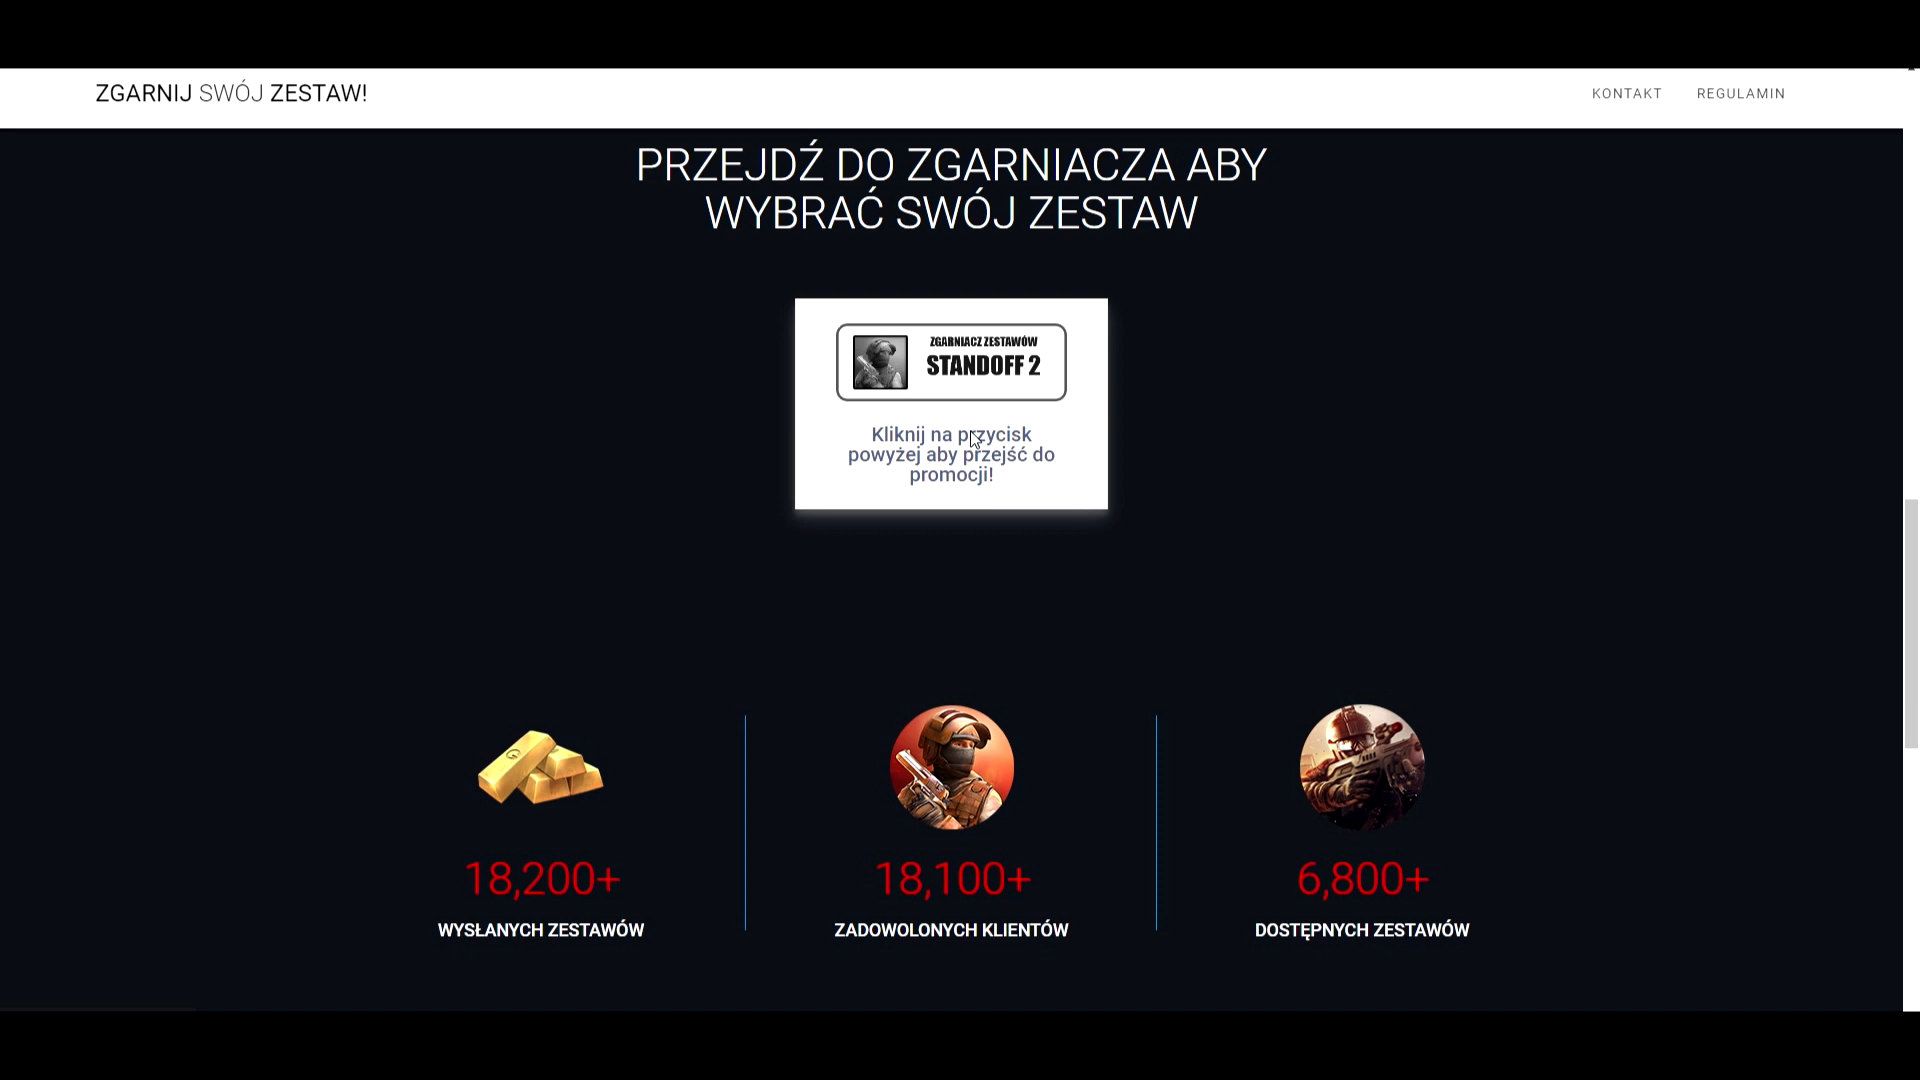 ZGARNIJ SWÓJ ZESTAW!
KONTAKT
REGULAMIN
PRZEJDŹ DO ZGARNIACZA ABY
WYBRAĆ SWÓJ ZESTAW
ZGARNIACZ ZESTAWÓW
STANDOFF 2
Kliknij na przycisk
powyżej aby przejść do
promocji!
18,200+
WYSŁANYCH ZESTAWÓW
18,100+
ZADOWOLONYCH KLIENTÓW
6,800+
DOSTĘPNYCH ZESTAWÓW